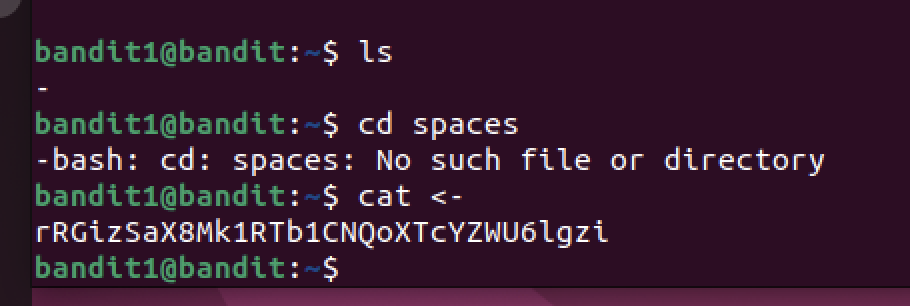 bandit1@bandit:~$ ls
-
bandit1@bandit:~$ cd spaces
-bash: cd: spaces: No such file or directory
bandit1@bandit:~$ cat <-
rRGizSaX8Mk1RTb1CNQoXTcYZWU6lgzi
bandit1@bandit:~$